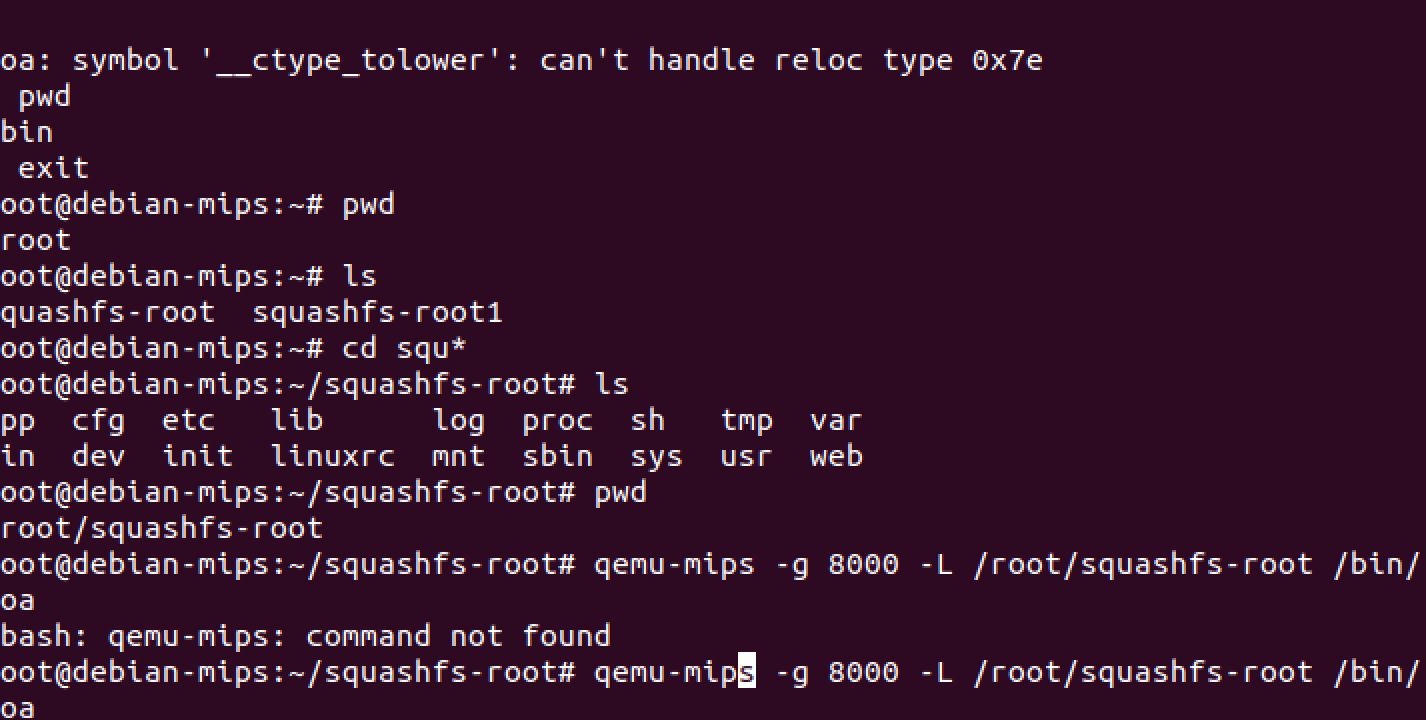 oa: symbol '__ctype_tolower': can't handle reloc type 0x7e
pwd
bin
exit
oot@debian-mips:~# pwd
root
oot@debian-mips:~# ls
quashfs-root  squashfs-root1
oot@debian-mips:~# cd squ*
oot@debian-mips:~/squashfs-root# ls
pp  cfg  etc   lib      log  proc  sh   tmp  var
in  dev  init  linuxrc  mnt  sbin  sys  usr  web
oot@debian-mips:~/squashfs-root# pwd
root/squashfs-root
oot@debian-mips:~/squashfs-root# qemu-mips -g 8000 -L /root/squashfs-root /bin/
oa
bash: qemu-mips: command not found
oot@debian-mips:~/squashfs-root# qemu-mips -g 8000 -L /root/squashfs-root /bin/
oa